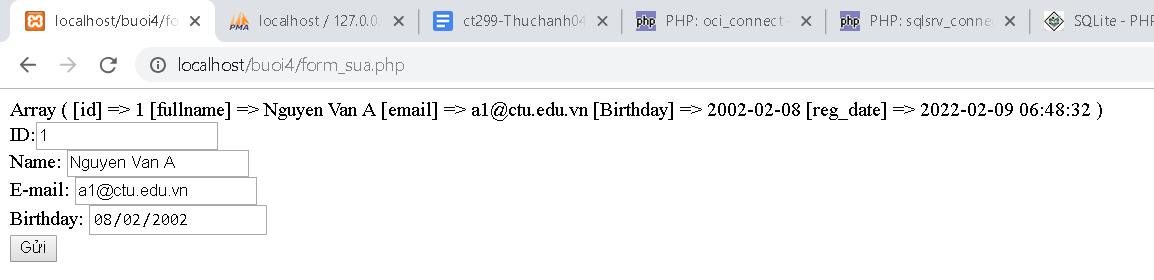 localhost/buoi4/fo
localhost / 127.0.0.
ct299-Thuchanh04
PHP: oci_connect -
PHP: sqlsrv_conne
SQLite - PHP
localhost/buoi4/form_sua.php
Array ( [id] => 1 [fullname] => Nguyen Van A [email] => a1@ctu.edu.vn [Birthday] => 2002-02-08 [reg_date] => 2022-02-09 06:48:32 )
ID: 1
Name: Nguyen Van A
E-mail: a1@ctu.edu.vn
Birthday: 08/02/2002
Gửi